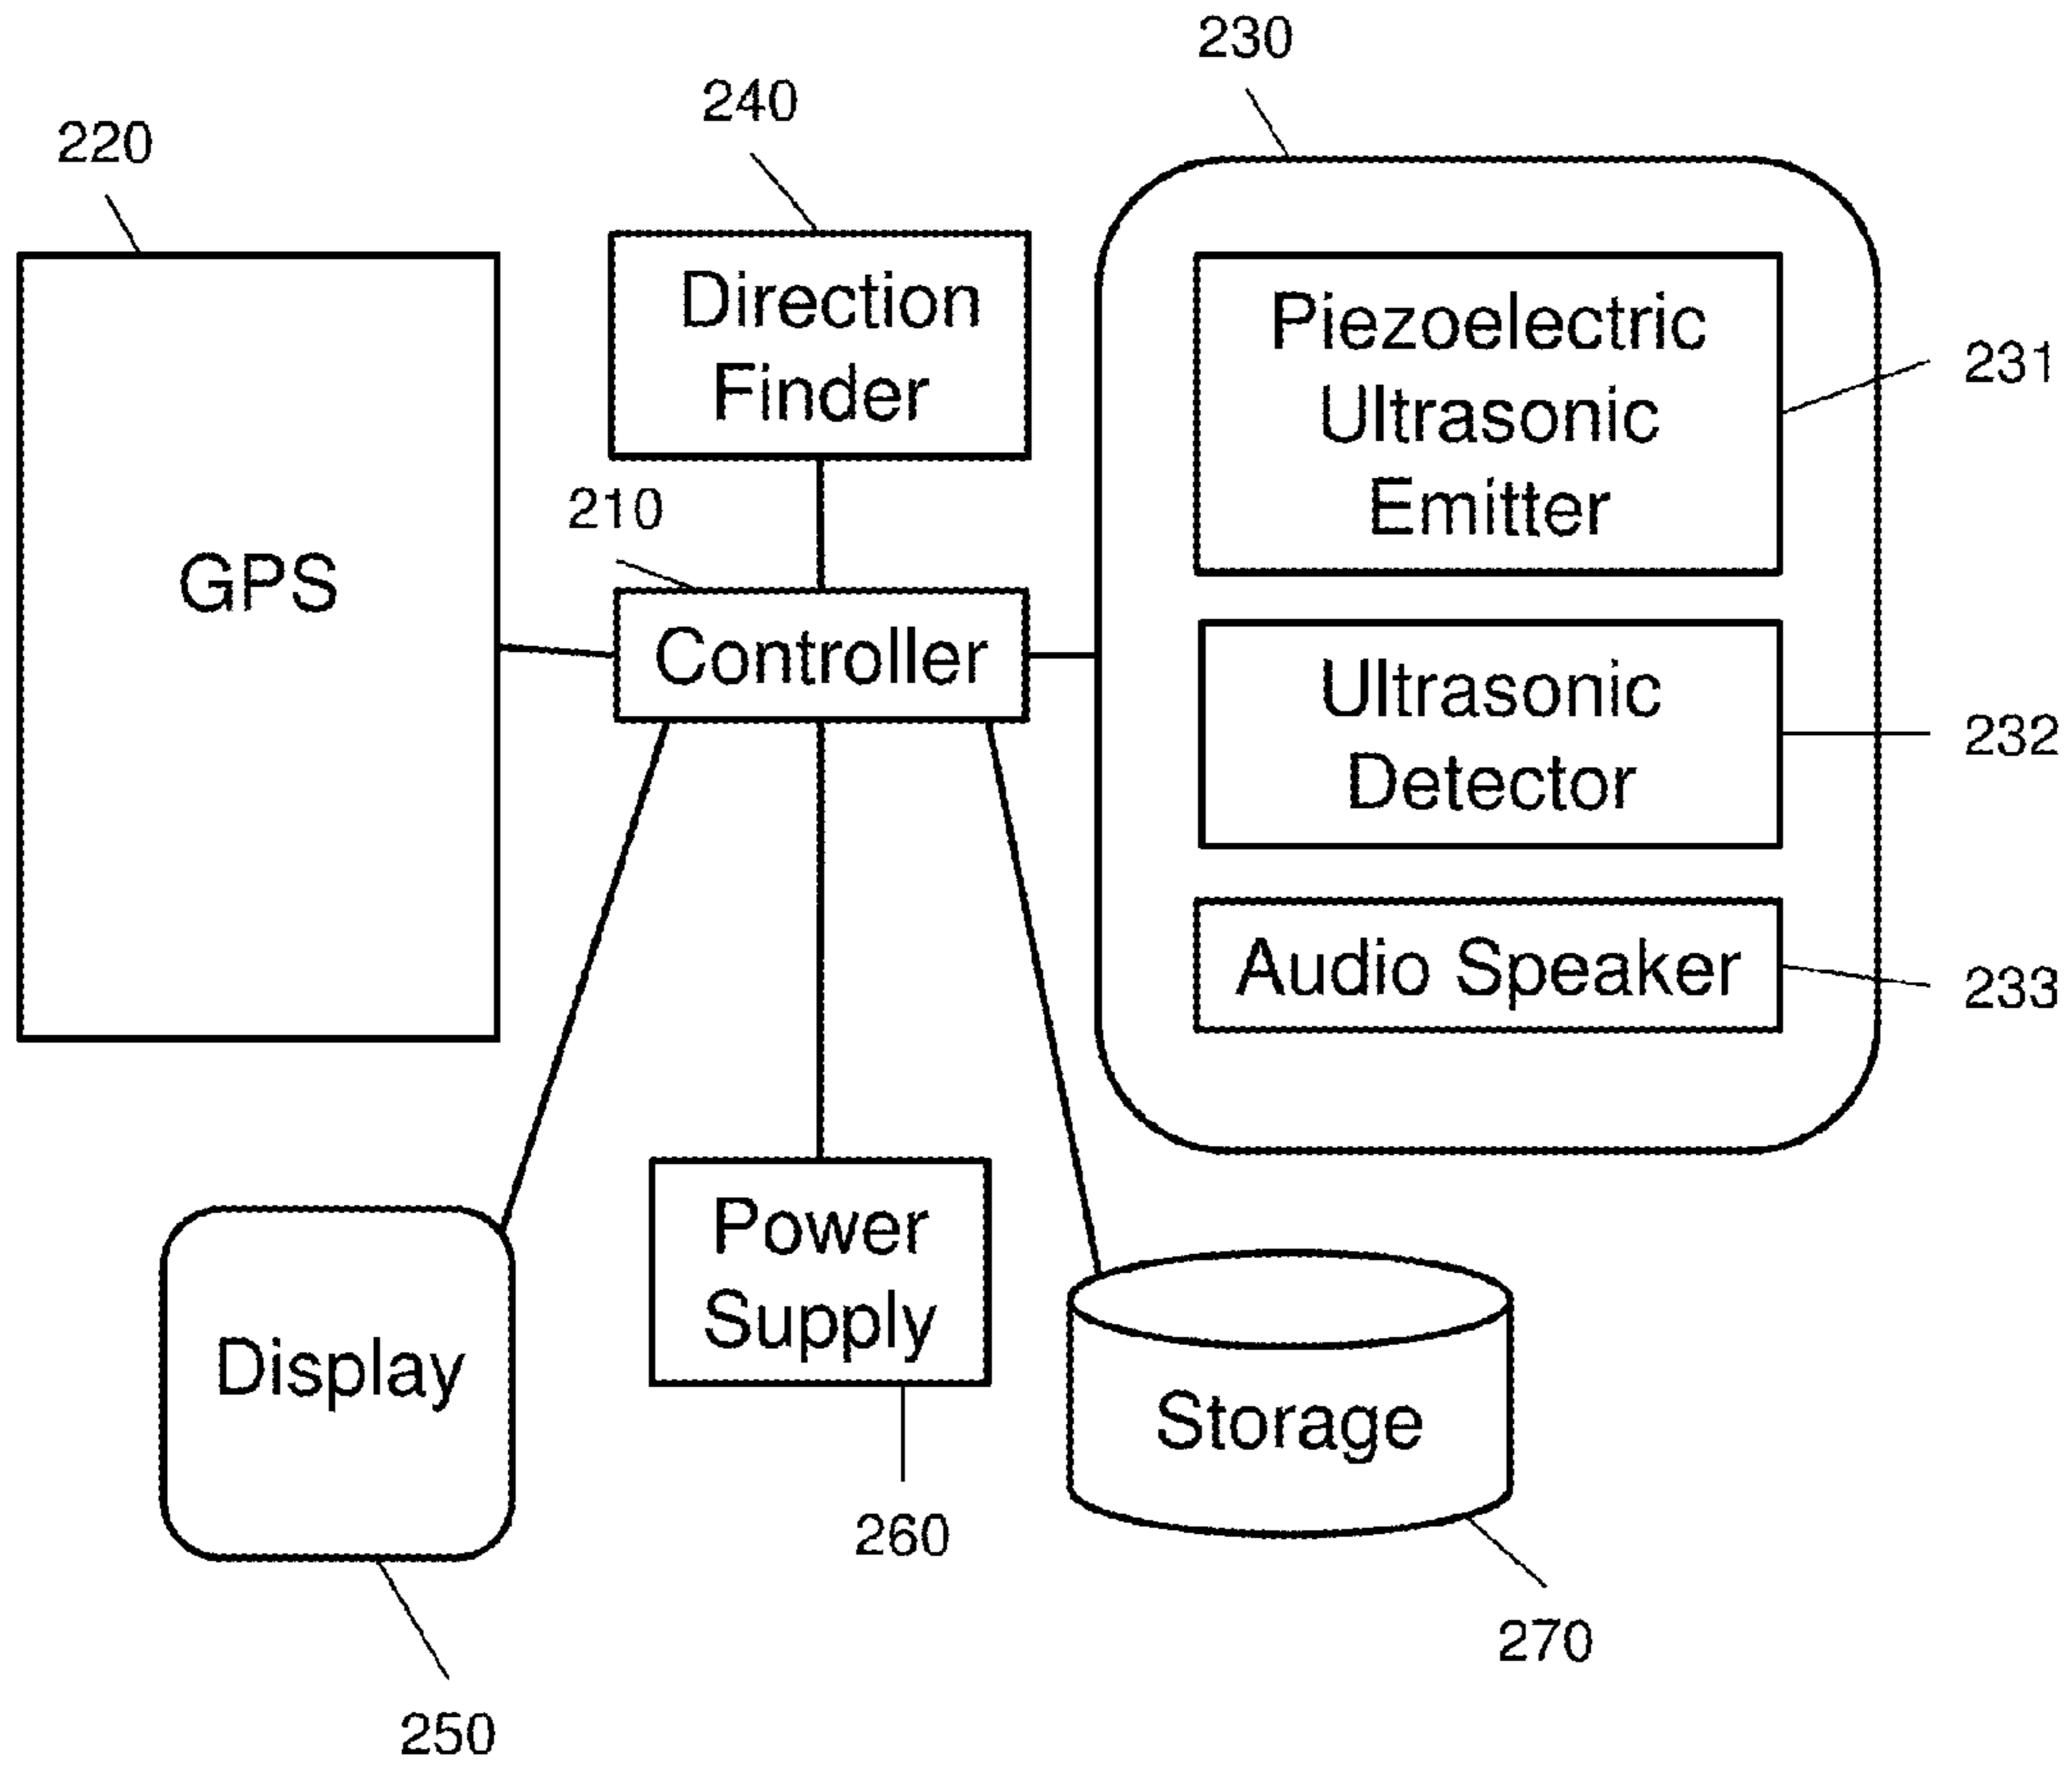 230
240
220
Direction
Finder
Piezoelectric
Ultrasonic
Emitter
231
210
GPS
Controller
Ultrasonic
Detector
232
Audio Speaker
233
Power
Supply
Display
Storage
260
270
250